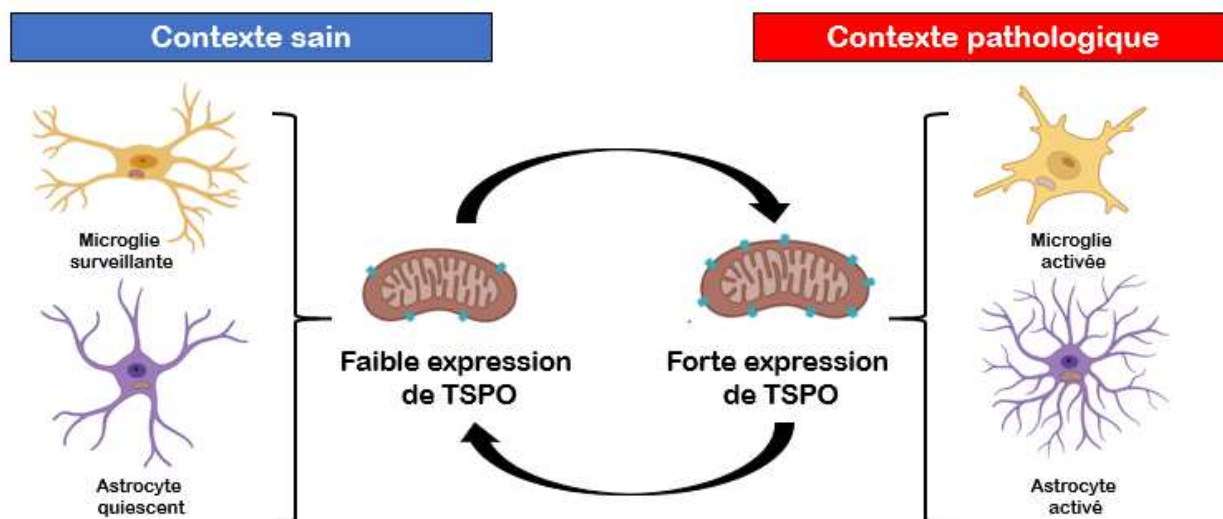 Contexte sain
Contexte pathologique
Microglie
surveillante
Microglie
activée
Faible expression
de TSPO
Forte expression
de TSPO
Astrocyte
quiescent
Astrocyte
activé